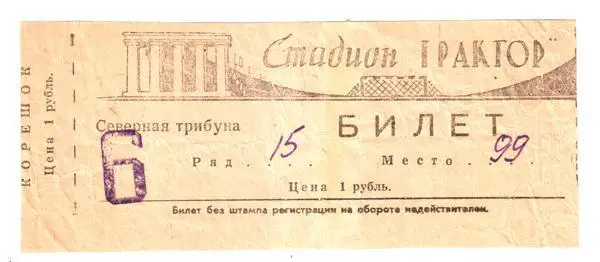 КОРЕШОК
Цена 1 рубль.
Стадион ТРАКТОР"
Северная трибуна
БИЛЕТ
6
Ряд . 15 . . .
Место . 99 . .
Цена 1 рубль.
Билет без штампа регистрации на обороте недействителен.